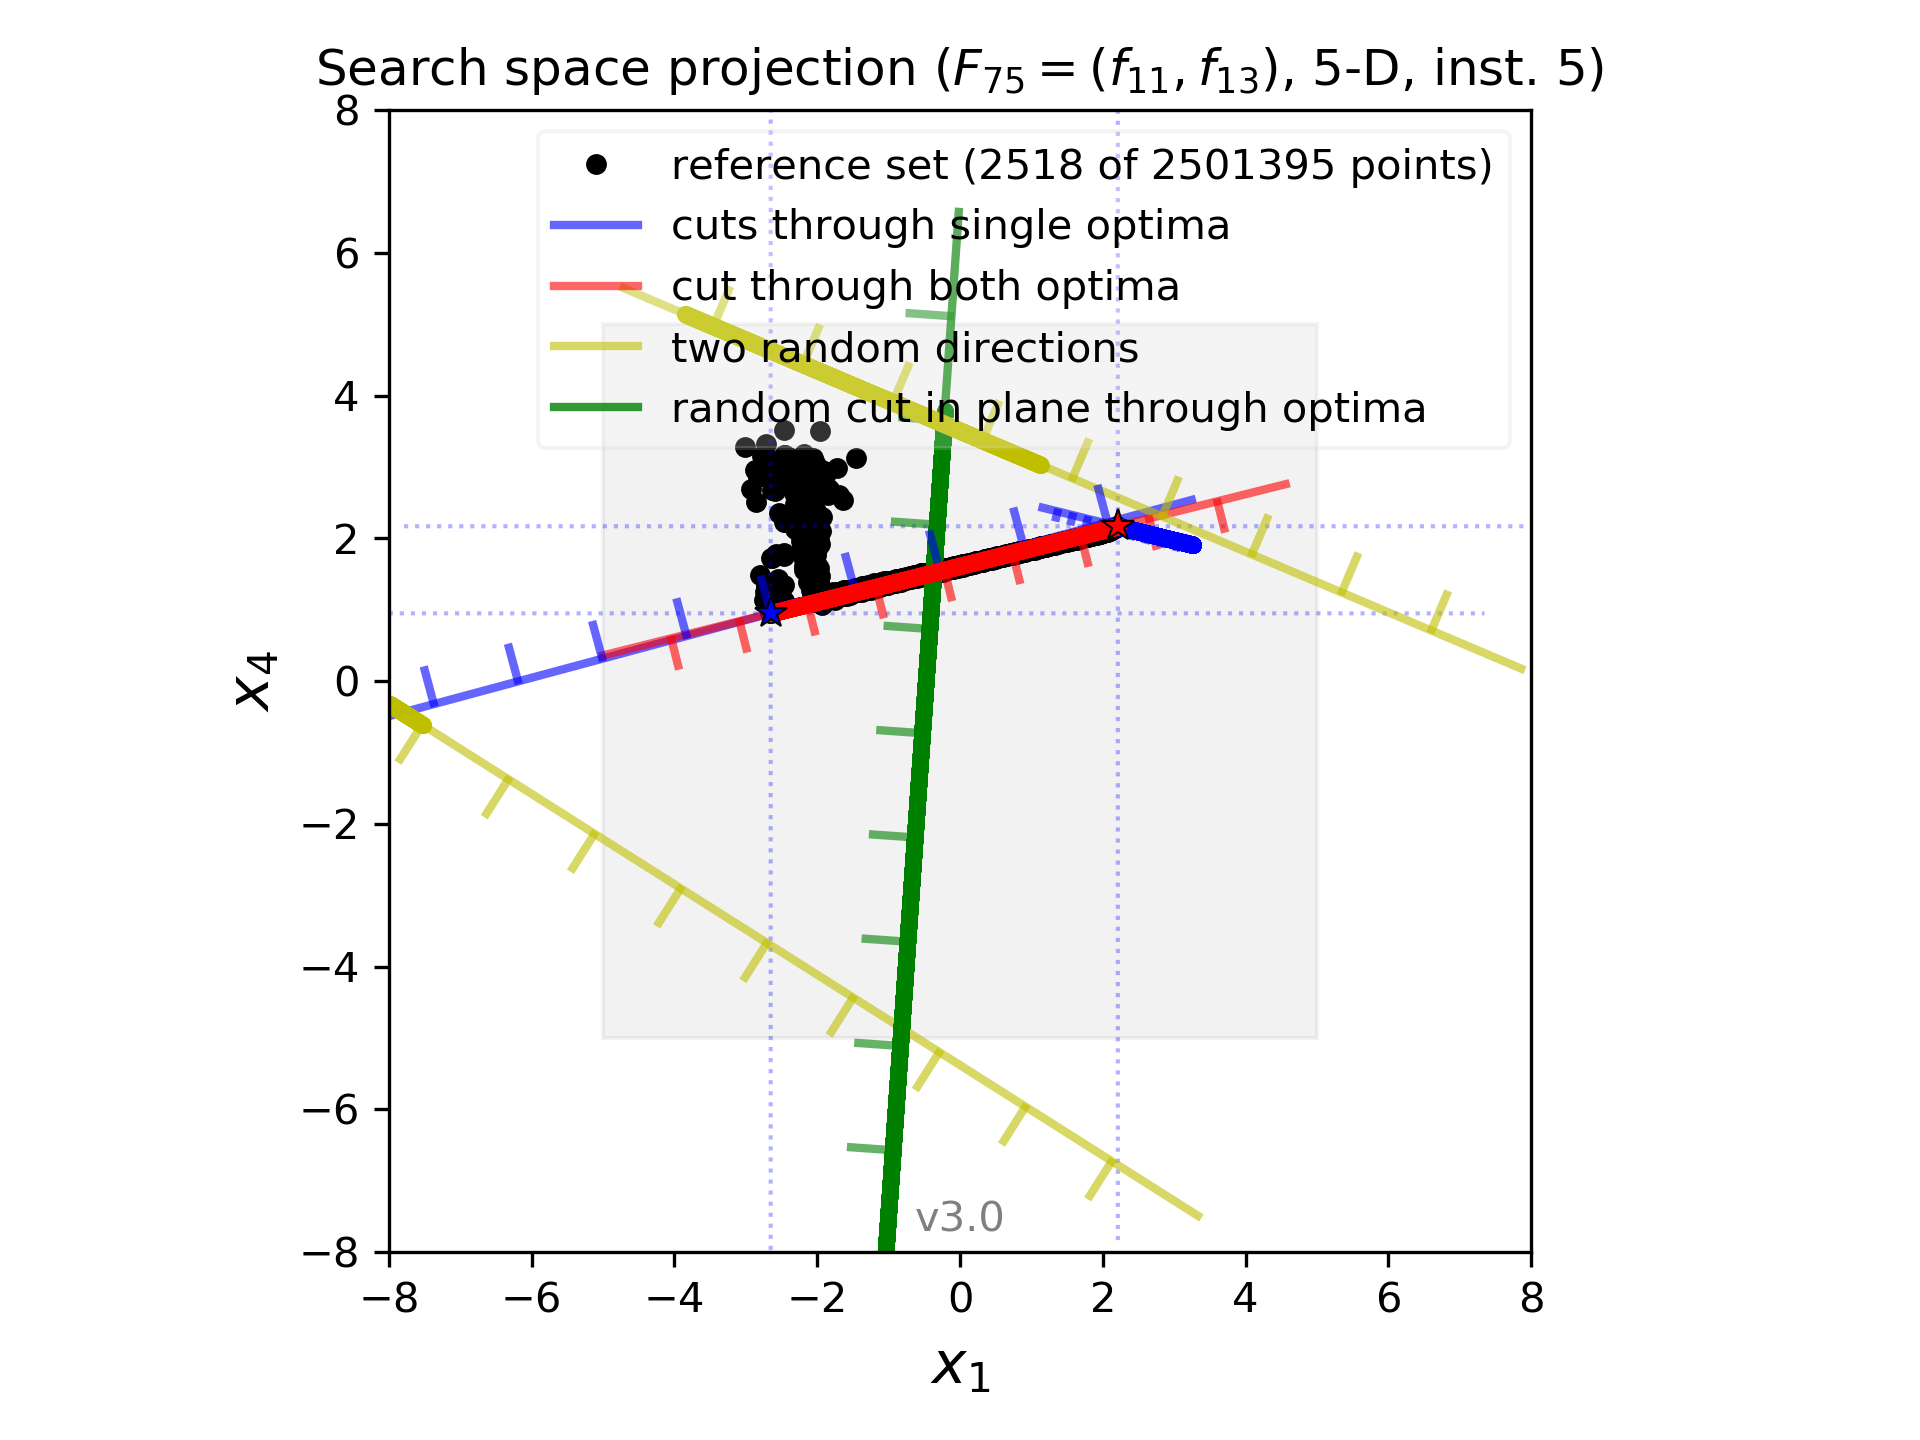 Search space projection (F75 = (f11, f13), 5-D, inst. 5)
reference set (2518 of 2501395 points)
cuts through single optima
cut through both optima
two random directions
random cut in plane through optima
8
6
4
2
0
−2
−4
−6
−8
x4
v3.0
−8 −6 −4 −2 0 2 4 6 8
x1